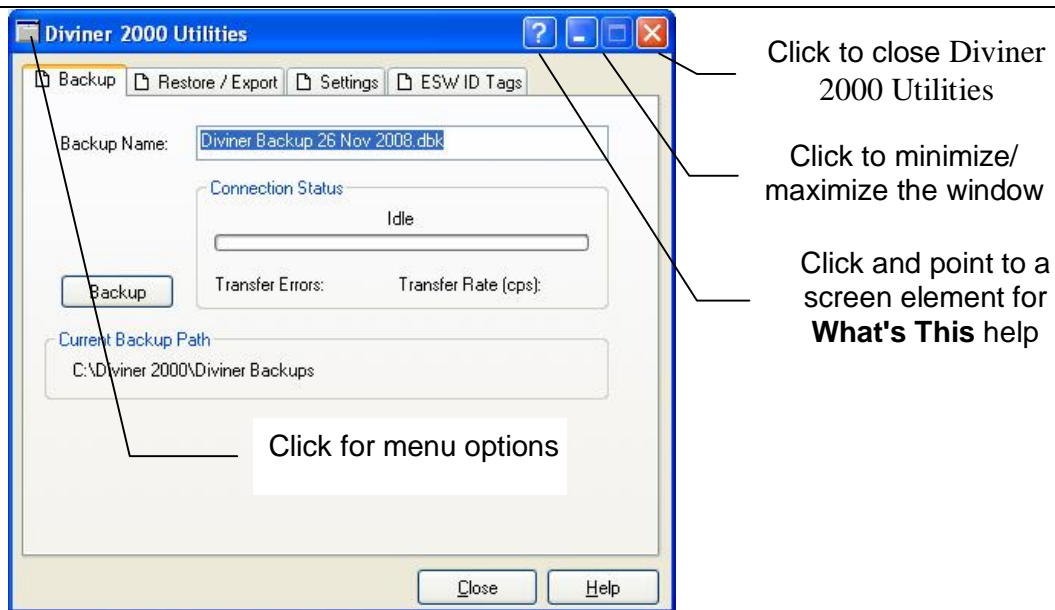 Diviner 2000 Utilities
?
Backup
Restore / Export
Settings
ESW ID Tags
Backup Name:
Diviner Backup 26 Nov 2008.dbk
Connection Status
Idle
Backup
Transfer Errors:
Transfer Rate (cps):
Current Backup Path
C:\Diviner 2000\Diviner Backups
Click for menu options
Close
Help
Click to close Diviner
2000 Utilities
Click to minimize/
maximize the window
Click and point to a
screen element for
What's This help